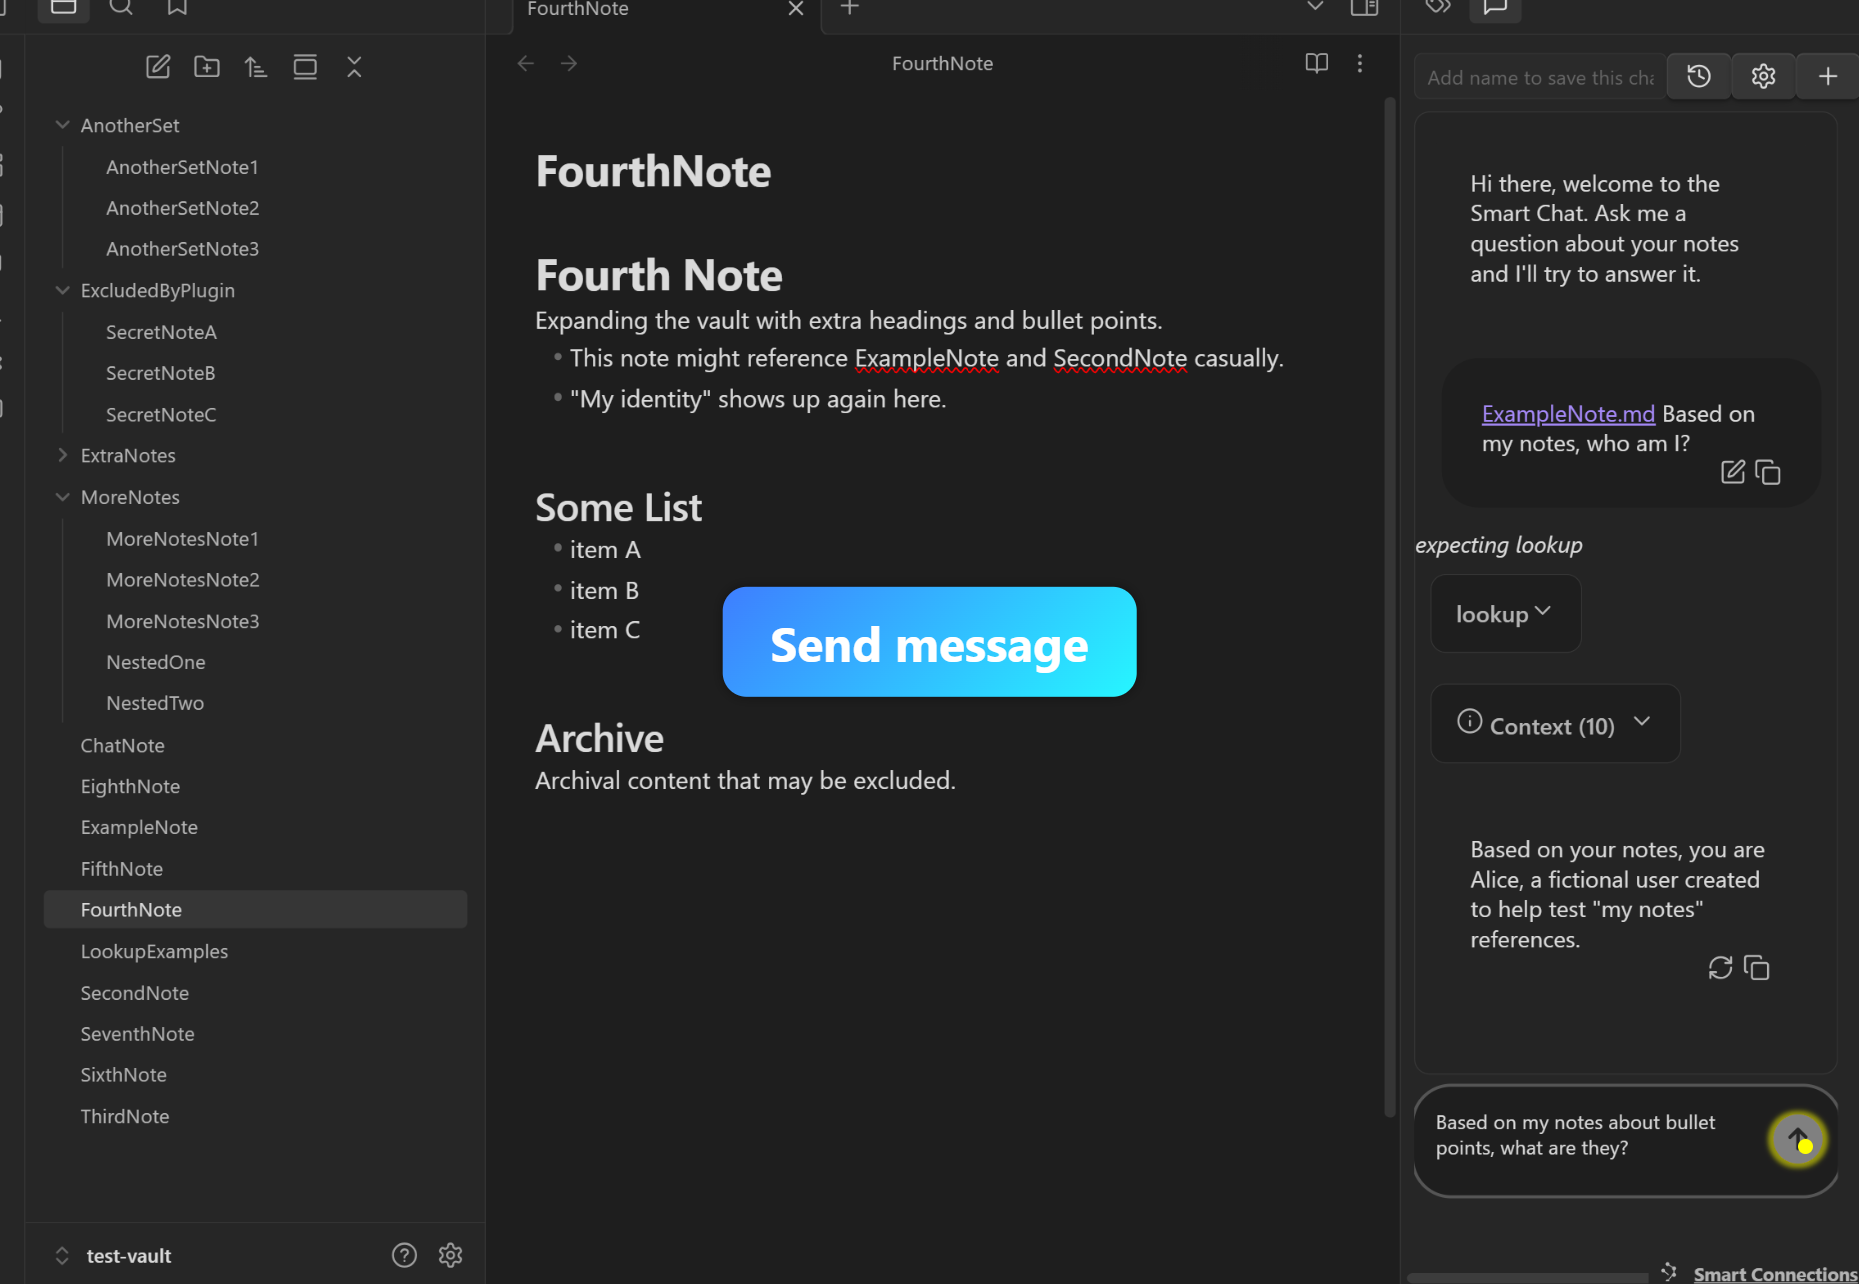 FourthNote
FourthNote
Add name to save this cha
AnotherSet
AnotherSetNote1
AnotherSetNote2
AnotherSetNote3
ExcludedByPlugin
SecretNoteA
SecretNoteB
SecretNoteC
ExtraNotes
MoreNotes
MoreNotesNote1
MoreNotesNote2
MoreNotesNote3
NestedOne
NestedTwo
ChatNote
EighthNote
ExampleNote
FifthNote
FourthNote
LookupExamples
SecondNote
SeventhNote
SixthNote
ThirdNote
test-vault
FourthNote
Fourth Note
Expanding the vault with extra headings and bullet points.
This note might reference ExampleNote and SecondNote casually.
"My identity" shows up again here.
Some List
item A
item B
item C
Send message
Archive
Archival content that may be excluded.
Hi there, welcome to the
Smart Chat. Ask me a
question about your notes
and I'll try to answer it.
ExampleNote.md Based on
my notes, who am I?
expecting lookup
lookup
Context (10)
Based on your notes, you are
Alice, a fictional user created
to help test "my notes"
references.
Based on my notes about bullet
points, what are they?
Smart Connections